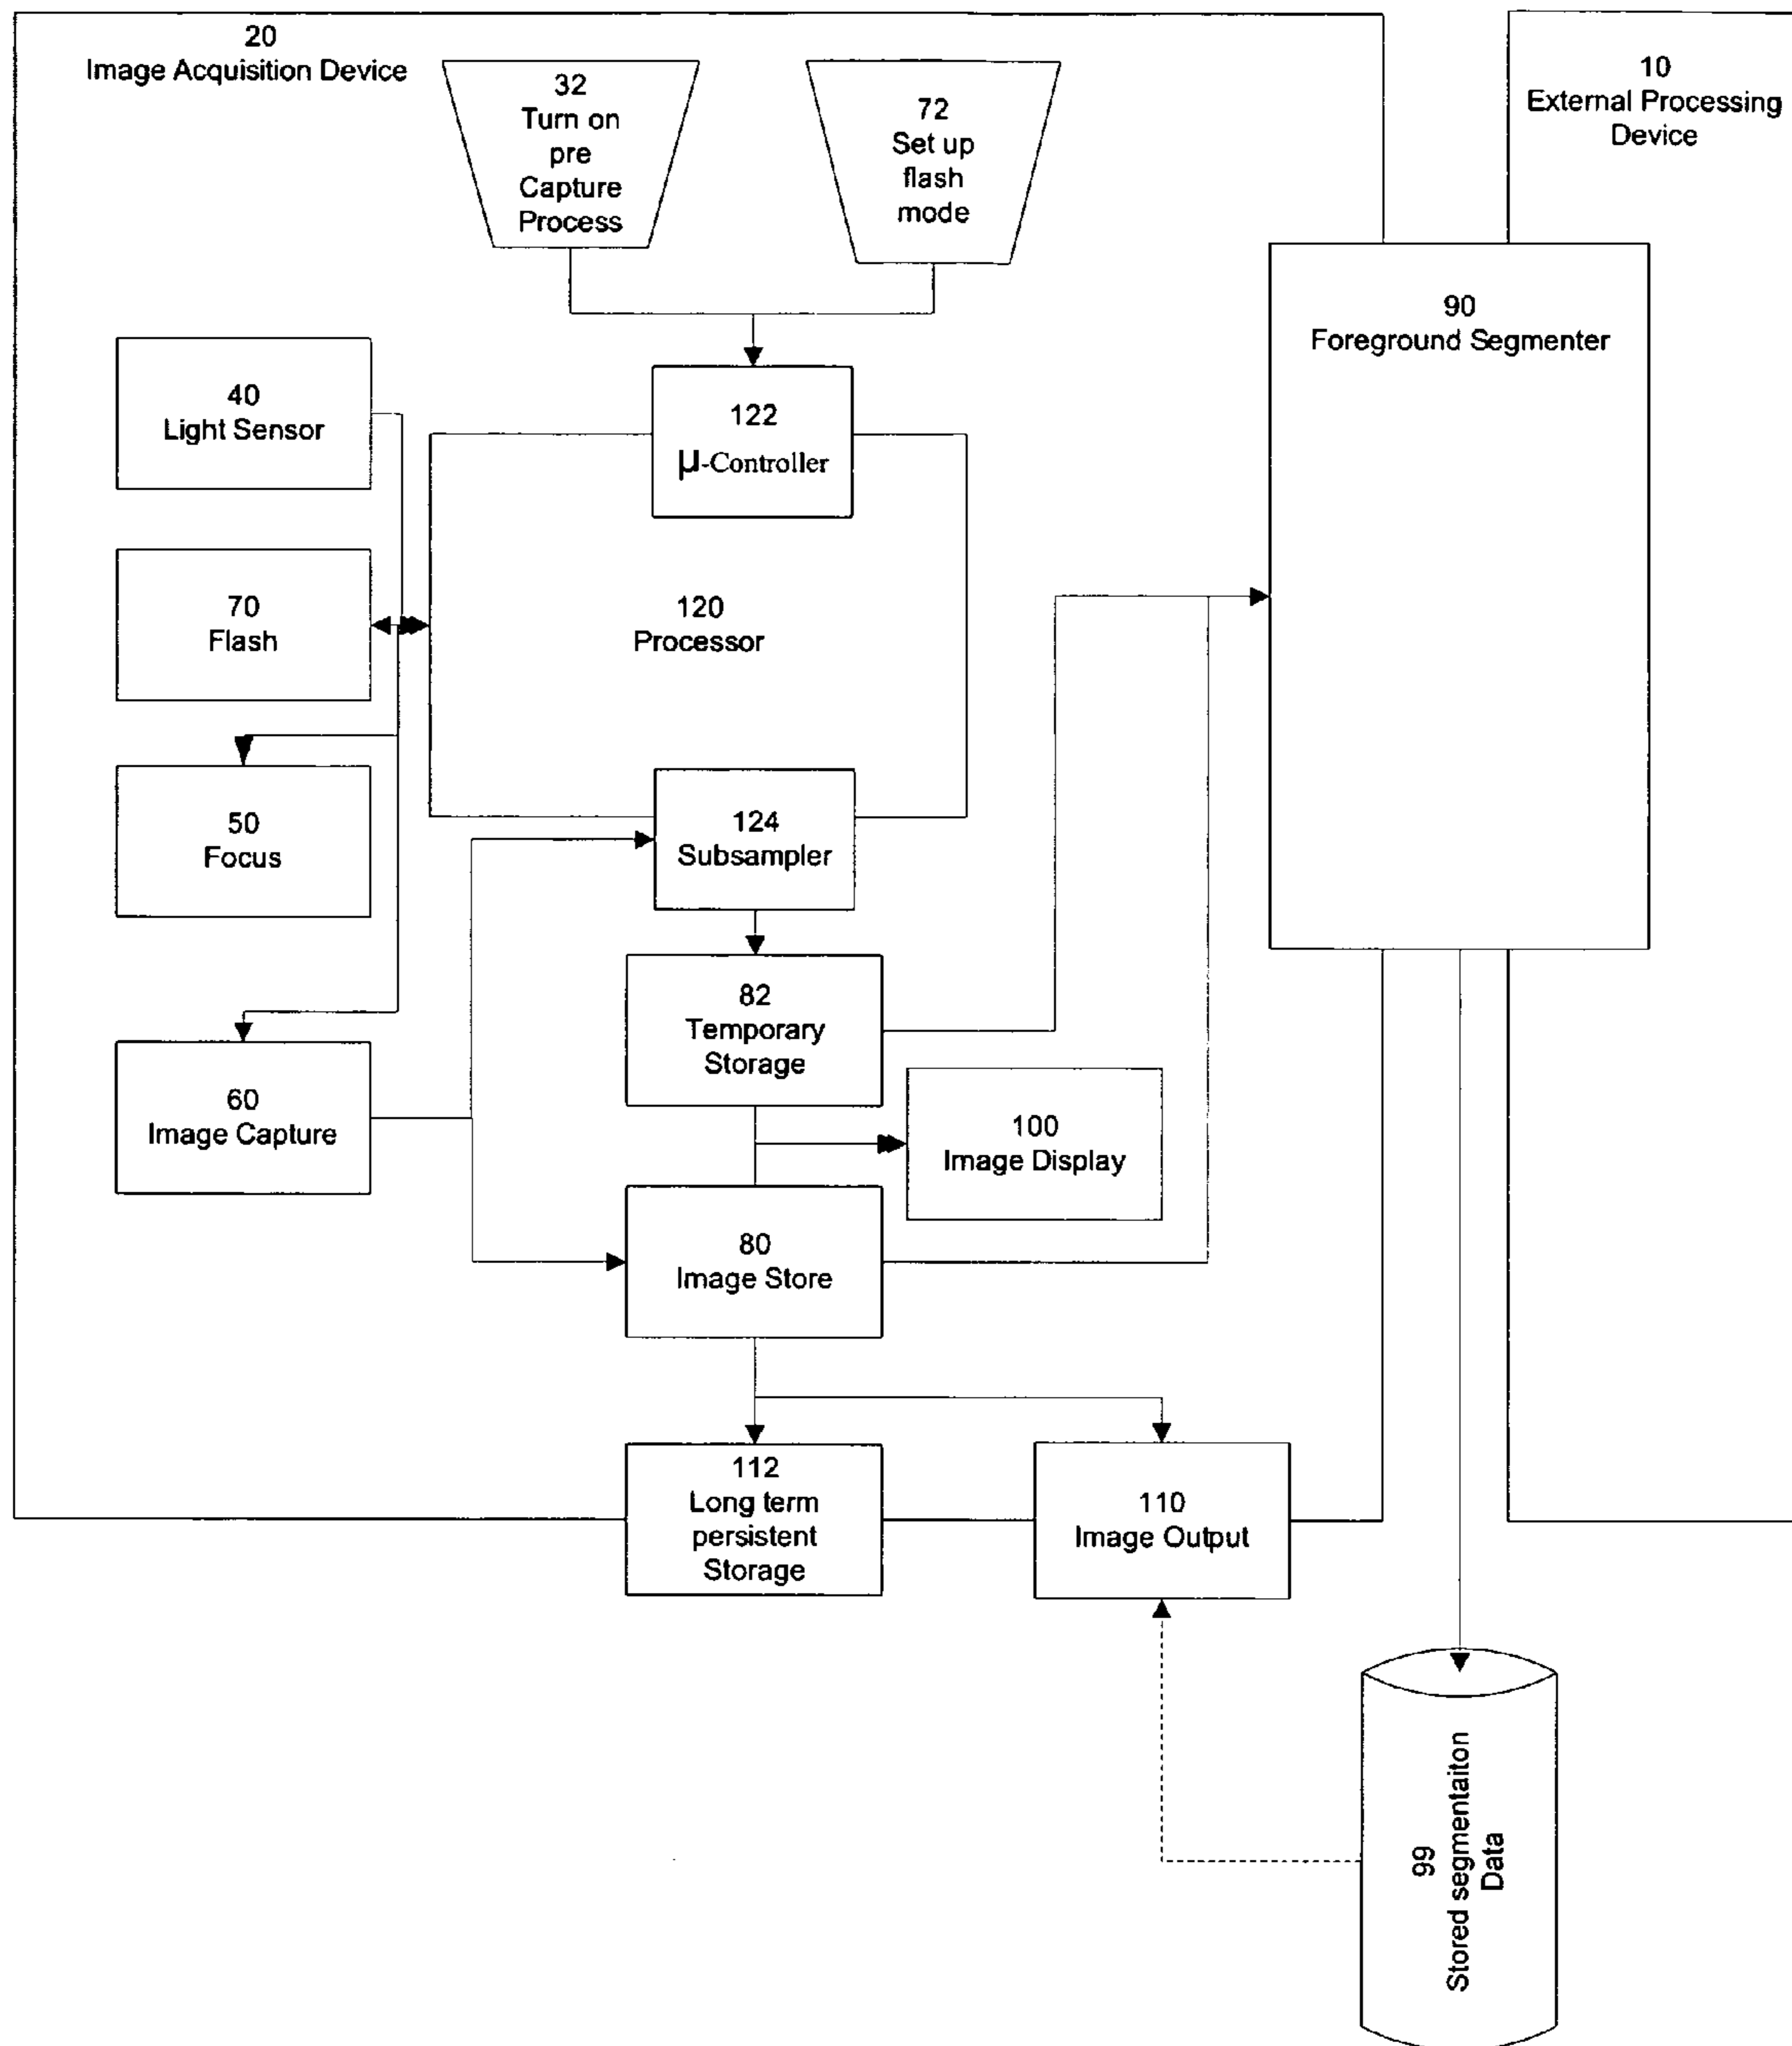 20
Image Acquisition Device
32
Turn on
pre
Capture
Process
72
Set up
flash
mode
10
External Processing
Device
90
Foreground Segmenter
40
Light Sensor
122
µ-Controller
70
Flash
120
Processor
50
Focus
124
Subsampler
82
Temporary
Storage
60
Image Capture
100
Image Display
80
Image Store
112
Long term
persistent
Storage
110
Image Output
99
Stored segmentaiton
Data